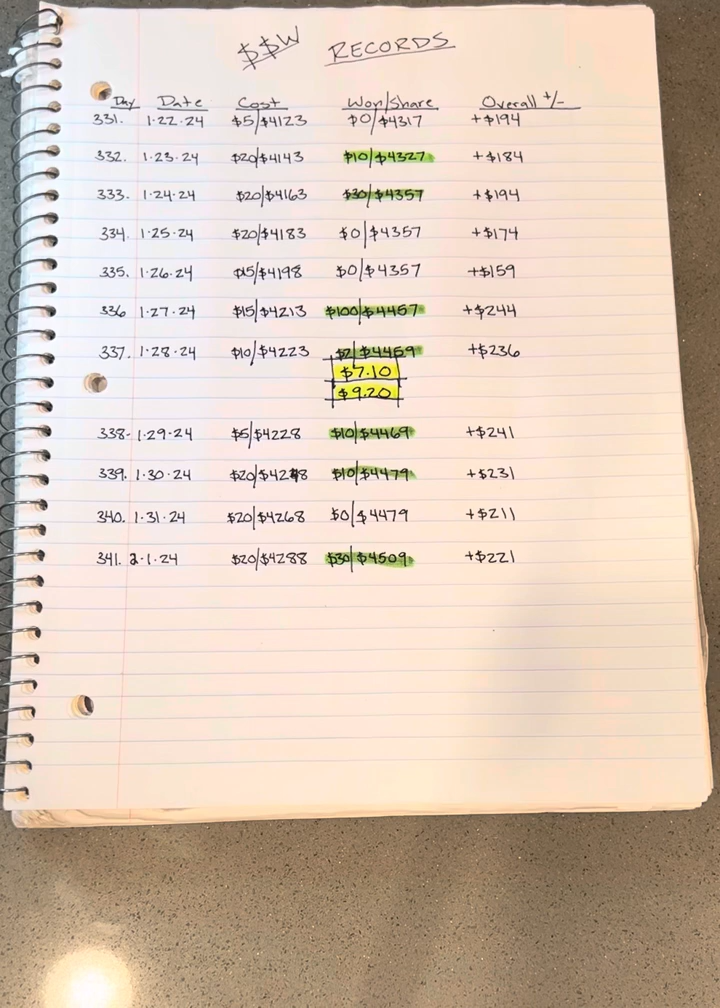 $$W RECORDS
Day Date Cost Won/Share Overall +/-
331. 1·22·24 $5/$4123 $0/$4317 +$194
332. 1·23·24 $20/$4143 $10/$4327 +$184
333. 1·24·24 $20/$4163 $30/$4357 +$194
334. 1·25·24 $20/$4183 $0/$4357 +$174
335. 1·26·24 $15/$4198 $0/$4357 +$159
336 1·27·24 $15/$4213 $100/$4457 +$244
337. 1·28·24 $10/$4223 $2/$4459 +$236
$7.10
$9.20
338- 1·29·24 $5/$4228 $10/$4469 +$241
339. 1·30·24 $20/$4248 $10/$4479 +$231
340. 1·31·24 $20/$4268 $0/$4479 +$211
341. 2·1·24 $20/$4288 $30/$4509 +$221